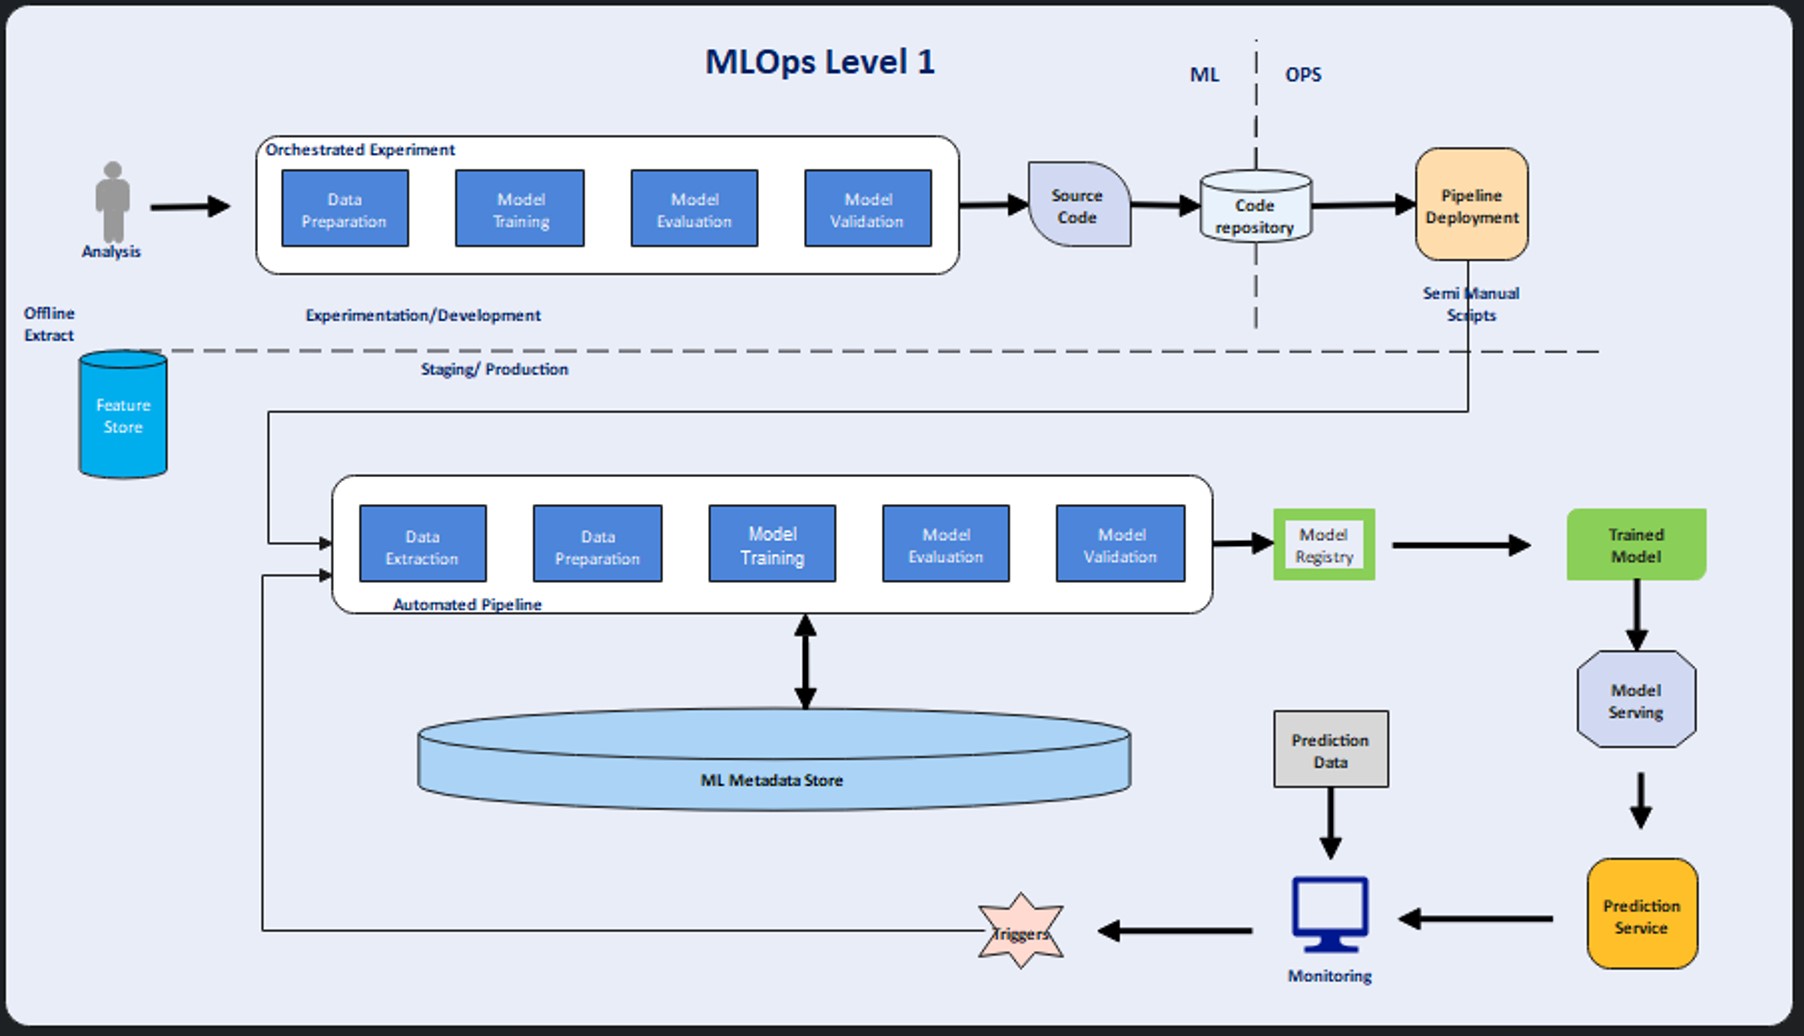 MLOps Level 1
ML
OPS
Orchestrated Experiment
Data
Preparation
Model
Training
Model
Evaluation
Model
Validation
Source
Code
Code
repository
Pipeline
Deployment
Analysis
Semi Manual
Scripts
Offline
Extract
Experimentation/Development
Staging/ Production
Feature
Store
Data
Extraction
Data
Preparation
Model
Training
Model
Evaluation
Model
Validation
Automated Pipeline
Model
Registry
Trained
Model
Model
Serving
Prediction
Data
ML Metadata Store
Prediction
Service
Triggers
Monitoring